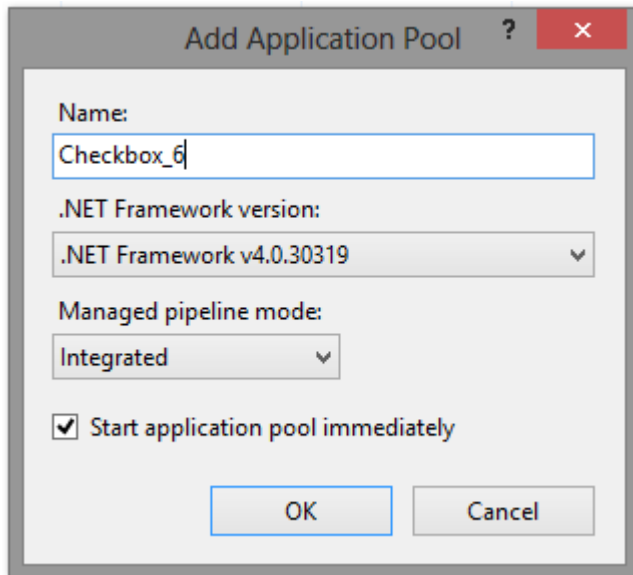 Add Application Pool ?
Name:
Checkbox_6
.NET Framework version:
.NET Framework v4.0.30319
Managed pipeline mode:
Integrated
Start application pool immediately
OK Cancel